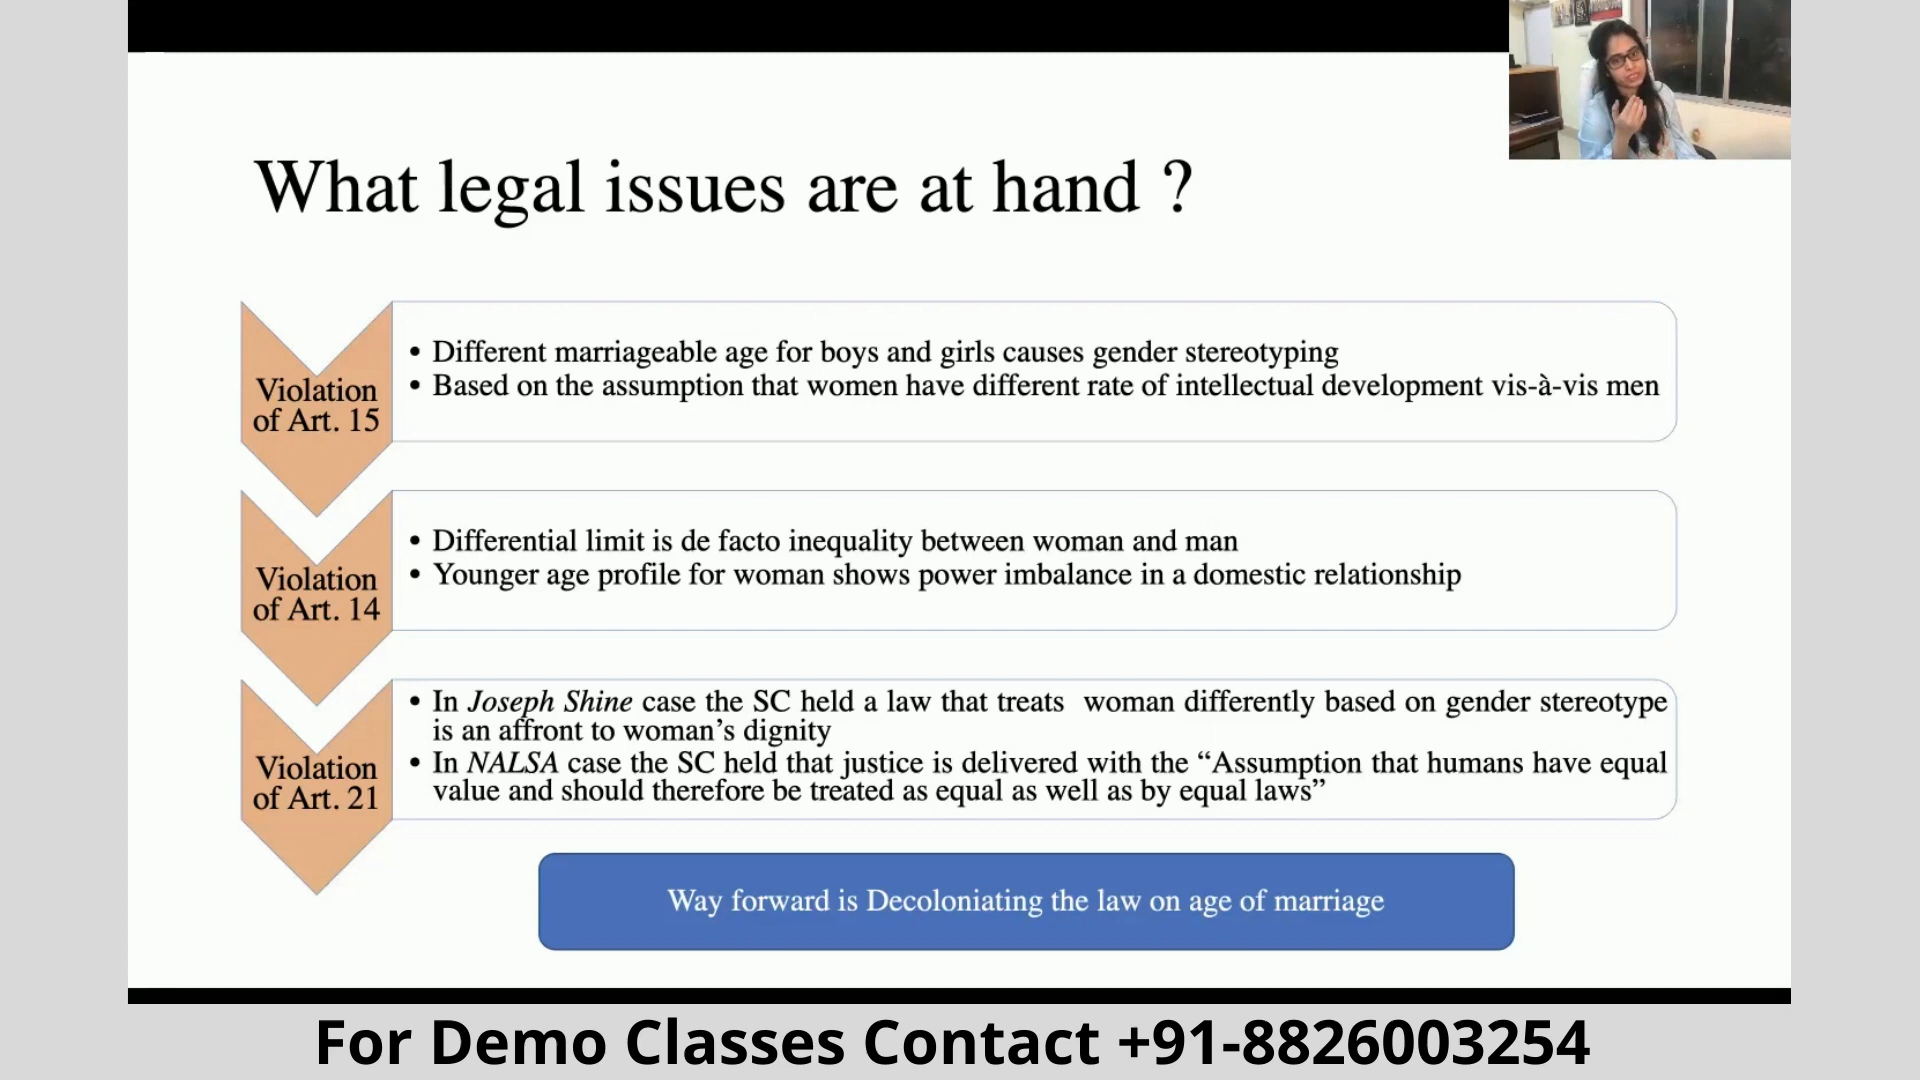 What legal issues are at hand ?
Violation
of Art. 15
• Different marriageable age for boys and girls causes gender stereotyping
• Based on the assumption that women have different rate of intellectual development vis-à-vis men
Violation
of Art. 14
• Differential limit is de facto inequality between woman and man
• Younger age profile for woman shows power imbalance in a domestic relationship
Violation
of Art. 21
• In Joseph Shine case the SC held a law that treats  woman differently based on gender stereotype
is an affront to woman’s dignity
• In NALSA case the SC held that justice is delivered with the “Assumption that humans have equal
value and should therefore be treated as equal as well as by equal laws”
Way forward is Decoloniating the law on age of marriage
For Demo Classes Contact +91-8826003254